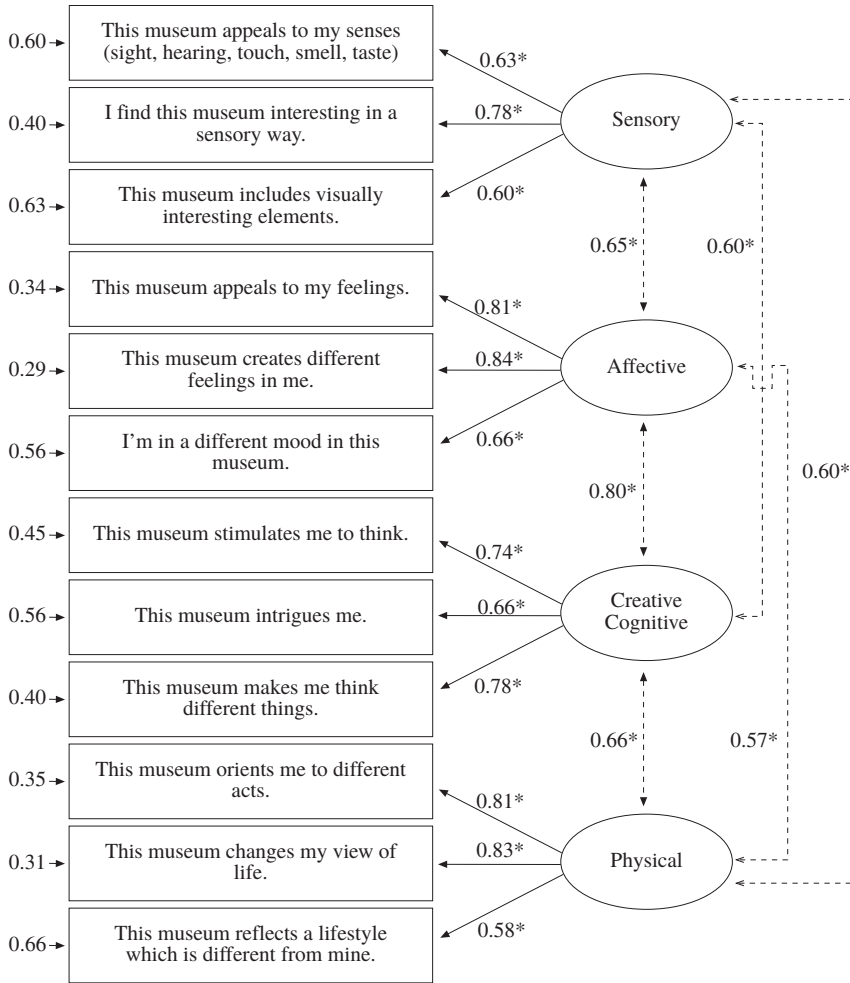 0.60
This museum appeals to my senses
(sight, hearing, touch, smell, taste)
0.63*
0.40
I find this museum interesting in a
sensory way.
0.78*
Sensory
0.63
This museum includes visually
interesting elements.
0.60*
0.65*
0.60*
0.34
This museum appeals to my feelings.
0.81*
0.29
This museum creates different
feelings in me.
0.84*
Affective
0.56
I'm in a different mood in this
museum.
0.66*
0.80*
0.60*
0.45
This museum stimulates me to think.
0.74*
0.56
This museum intrigues me.
0.66*
Creative
Cognitive
0.40
This museum makes me think
different things.
0.78*
0.66*
0.57*
0.35
This museum orients me to different
acts.
0.81*
0.31
This museum changes my view of
life.
0.83*
Physical
0.66
This museum reflects a lifestyle
which is different from mine.
0.58*